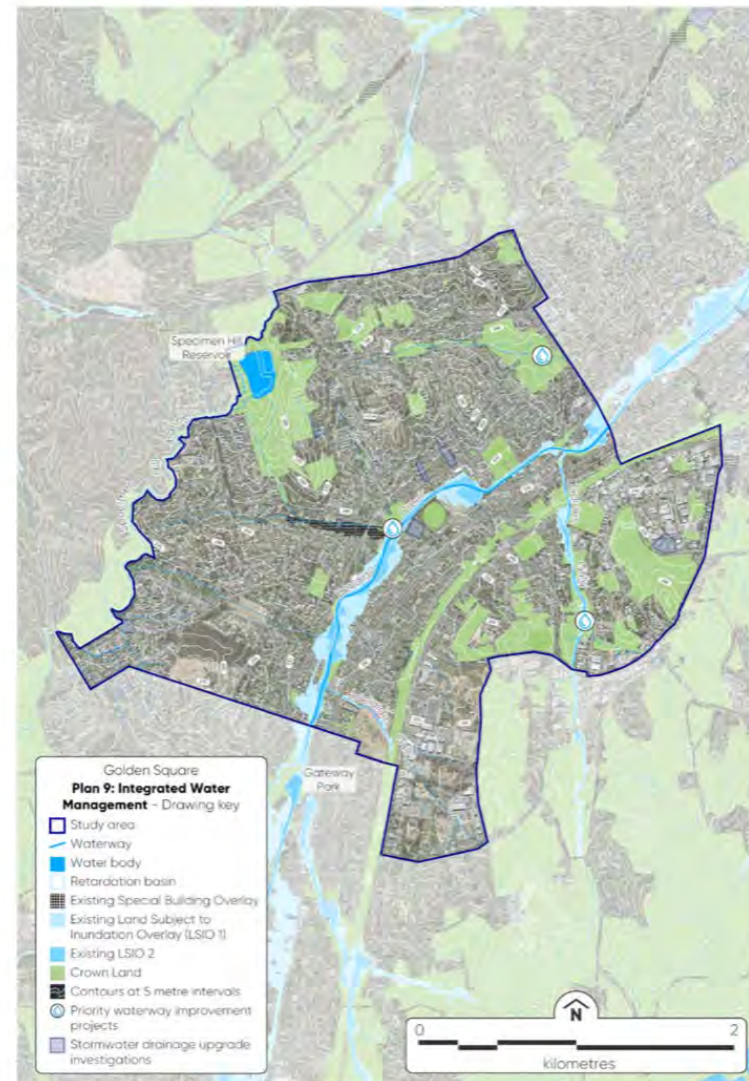 Specimen Hill
Reservoir
Gateway
Park
Golden Square
Plan 9: Integrated Water
Management - Drawing key
Study area
Waterway
Water body
Retardation basin
Existing Special Building Overlay
Existing Land Subject to
Inundation Overlay (LSIO 1)
Existing LSIO 2
Crown Land
Contours at 5 metre intervals
Priority waterway improvement
projects
Stormwater drainage upgrade
investigations
N
0 2
kilometres